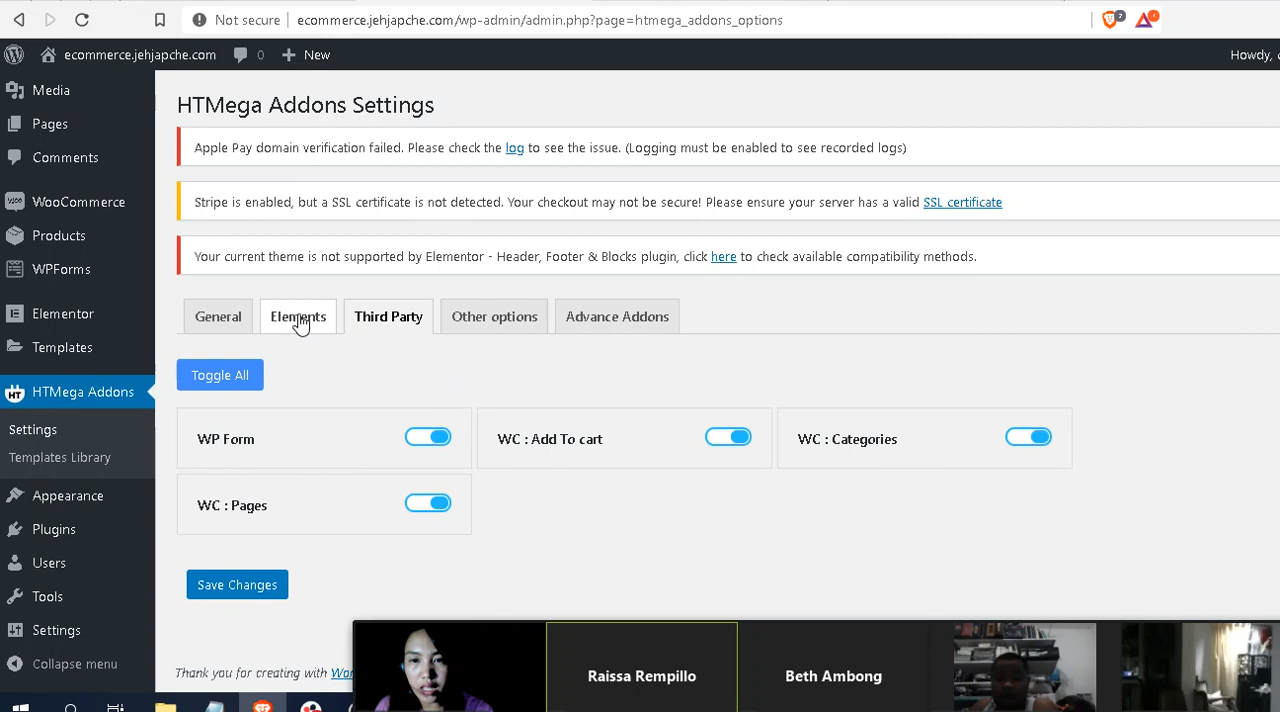 Not secure | ecommerce.jehjapche.com/wp-admin/admin.php?page=htmega_addons_options
2
1
ecommerce.jehjapche.com 0 New
Howdy,
Media
Pages
Comments
WooCommerce
Products
WPForms
Elementor
Templates
HTMega Addons
Settings
Templates Library
Appearance
Plugins
Users
Tools
Settings
Collapse menu
HTMega Addons Settings
Apple Pay domain verification failed. Please check the log to see the issue. (Logging must be enabled to see recorded logs)
Stripe is enabled, but a SSL certificate is not detected. Your checkout may not be secure! Please ensure your server has a valid SSL certificate
Your current theme is not supported by Elementor - Header, Footer & Blocks plugin, click here to check available compatibility methods.
General Elements Third Party Other options Advance Addons
Toggle All
WP Form WC : Add To cart WC : Categories
WC : Pages
Save Changes
Thank you for creating with
Raissa Rempillo Beth Ambong